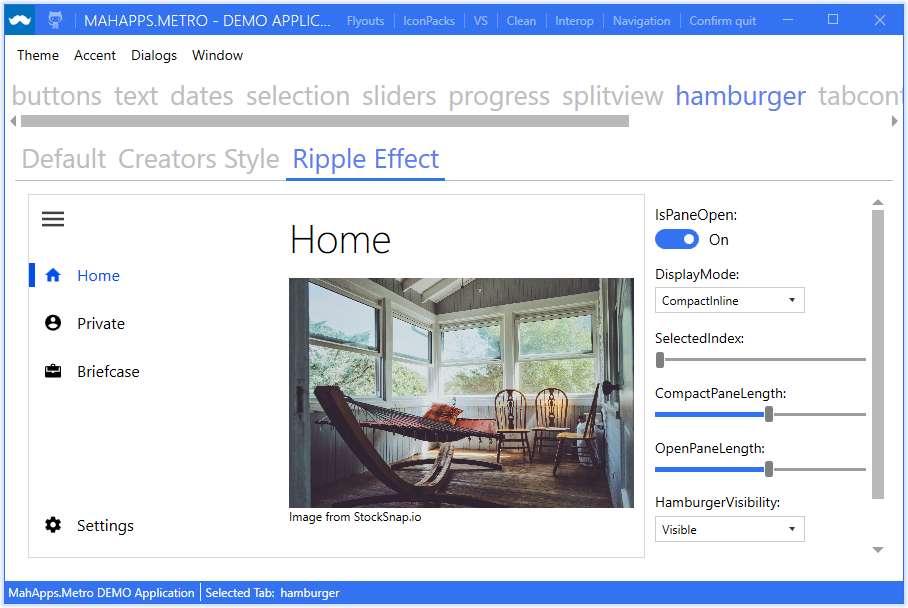 MAHAPPS.METRO - DEMO APPLIC... Flyouts IconPacks VS Clean Interop Navigation Confirm quit
Theme Accent Dialogs Window
buttons text dates selection sliders progress splitview hamburger tabcont
Default Creators Style Ripple Effect
Home
Home
Private
Briefcase
Settings
Image from StockSnap.io
IsPaneOpen:
On
DisplayMode:
CompactInline
SelectedIndex:
CompactPaneLength:
OpenPaneLength:
HamburgerVisibility:
Visible
MahApps.Metro DEMO Application Selected Tab: hamburger